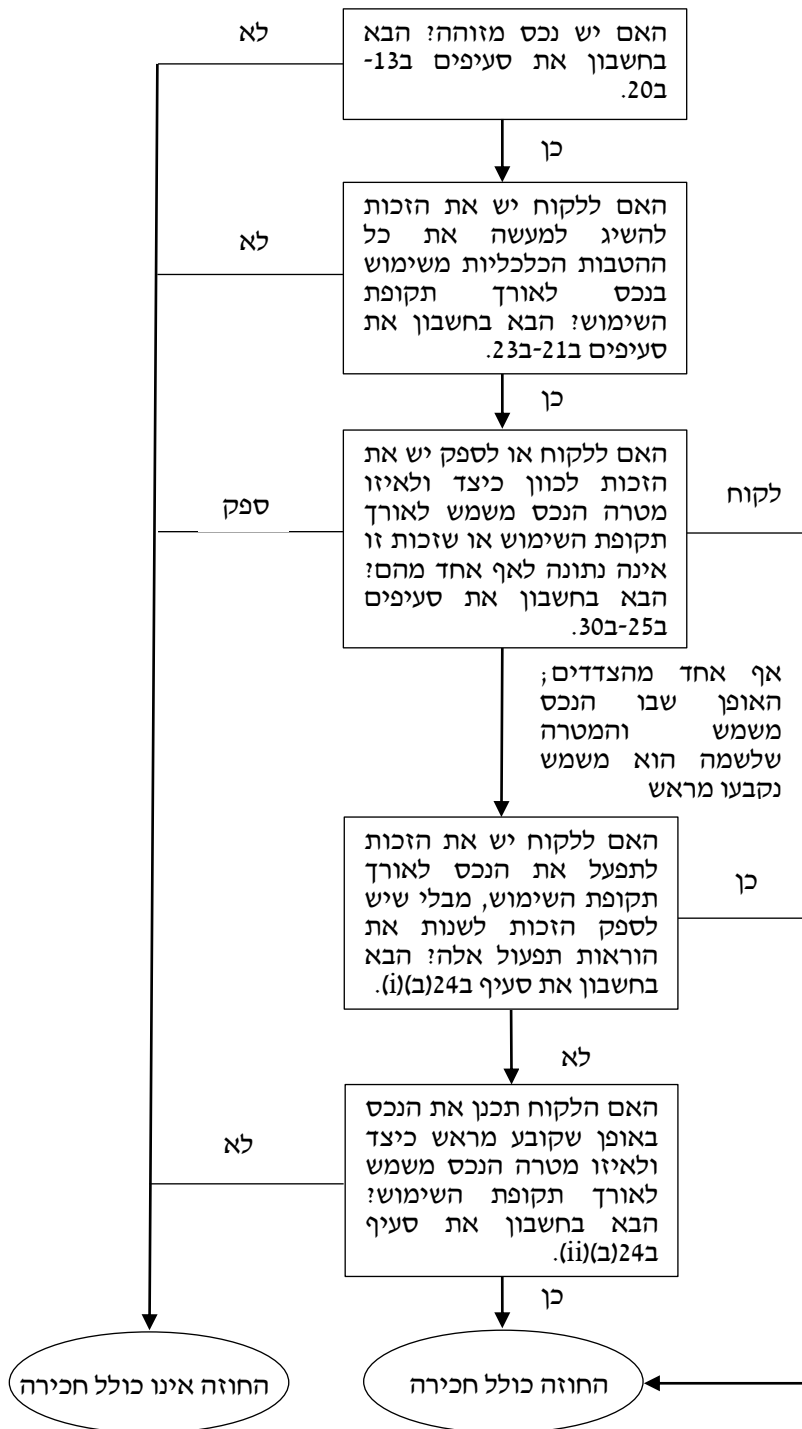 האם יש נכס מזוהה? הבא
בחשבון את סעיפים ב13-
ב20.
לא
כן
האם ללקוח יש את הזכות
להשיג למעשה את כל
ההטבות הכלכליות משימוש
בנכס לאורך תקופת
השימוש? הבא בחשבון את
סעיפים ב21-ב23.
לא
כן
האם ללקוח או לספק יש את
הזכות לכוון כיצד ולאיזו
מטרה הנכס משמש לאורך
תקופת השימוש או שזכות זו
אינה נתונה לאף אחד מהם?
הבא בחשבון את סעיפים
ב25-ב30.
לקוח
ספק
אף אחד מהצדדים;
האופן שבו הנכס
משמש והמטרה
שלשמה הוא משמש
נקבעו מראש
האם ללקוח יש את הזכות
לתפעל את הנכס לאורך
תקופת השימוש, מבלי שיש
לספק הזכות לשנות את
הוראות תפעול אלה? הבא
בחשבון את סעיף ב24(ב)(i).
כן
לא
האם הלקוח תכנן את הנכס
באופן שקובע מראש כיצד
ולאיזו מטרה הנכס משמש
לאורך תקופת השימוש?
הבא בחשבון את סעיף
ב24(ב)(ii).
לא
כן
החוזה כולל חכירה
החוזה אינו כולל חכירה